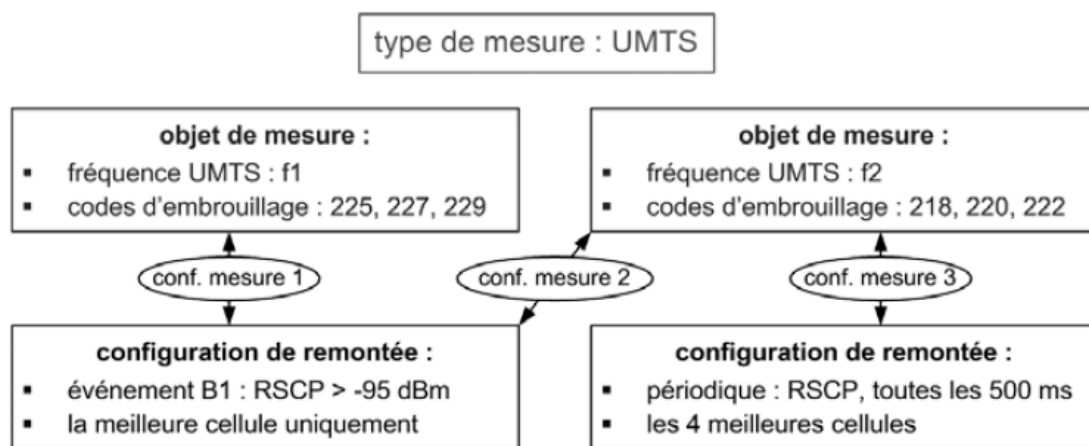 type de mesure : UMTS
objet de mesure :
▪ fréquence UMTS : f1
▪ codes d'embrouillage : 225, 227, 229
objet de mesure :
▪ fréquence UMTS : f2
▪ codes d'embrouillage : 218, 220, 222
conf. mesure 1
conf. mesure 2
conf. mesure 3
configuration de remontée :
▪ événement B1 : RSCP > -95 dBm
▪ la meilleure cellule uniquement
configuration de remontée :
▪ périodique : RSCP, toutes les 500 ms
▪ les 4 meilleures cellules